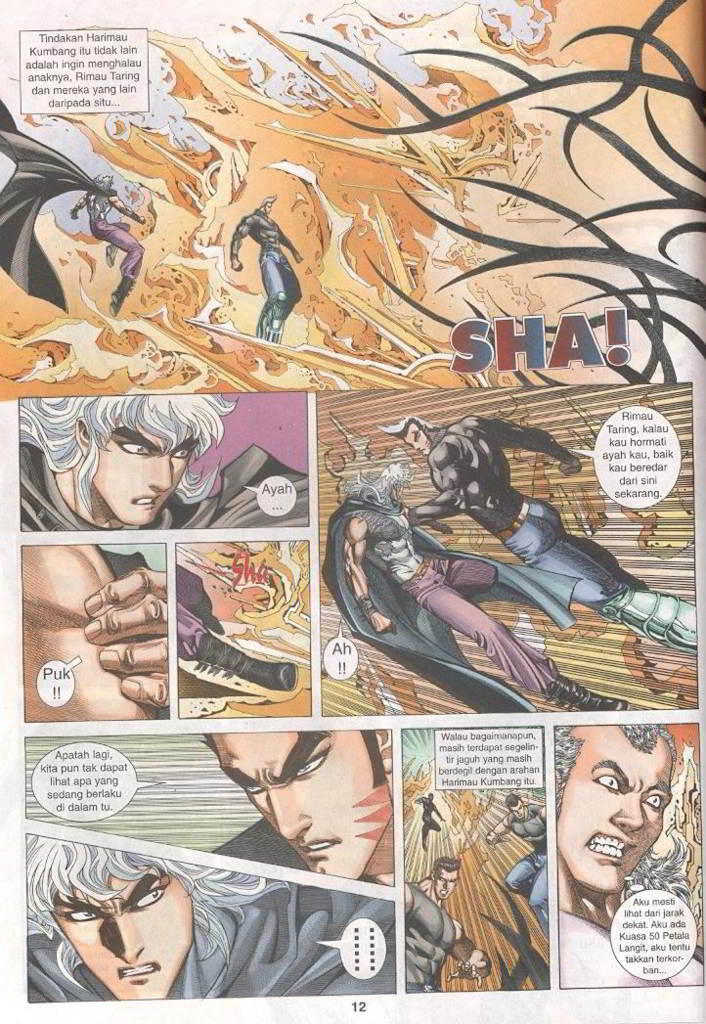 Tindakan Harimau
Kumbang itu tidak lain
adalah ingin menghalau
anaknya, Rimau Taring
dan mereka yang lain
daripada situ...
SHA!
Ayah
...
Rimau
Taring, kalau
kau hormati
ayah kau, baik
kau beredar
dari sini
sekarang.
Puk
!!
Sha
Ah
!!
Apatah lagi,
kita pun tak dapat
lihat apa yang
sedang berlaku
di dalam tu.
Walau bagaimanapun,
masih terdapat segelin-
tir jaguh yang masih
berdegil dengan arahan
Harimau Kumbang itu.
Aku mesti
lihat dari jarak
dekat. Aku ada
Kuasa 50 Petala
Langit, aku tentu
takkan terkor-
ban...
12